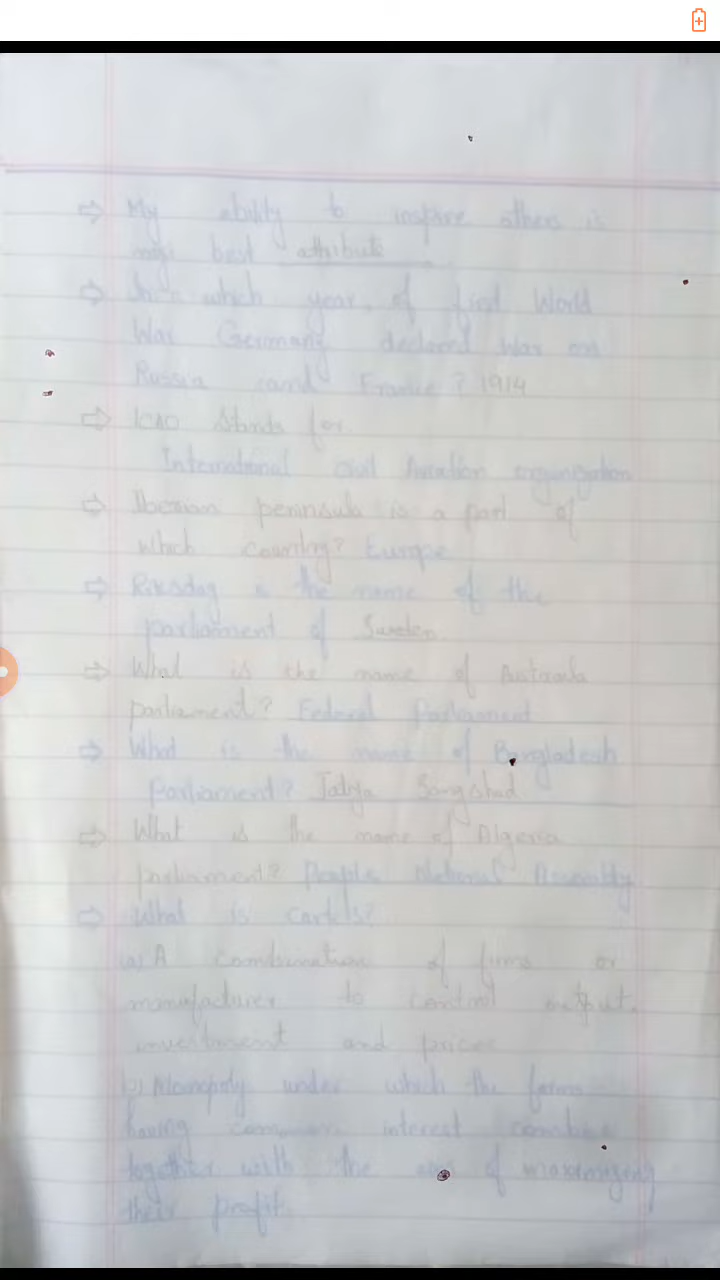 ⇒ My ability to inspire others is
my best attribute
⇒ In which year of first World
War Germany declared war on
Russia and France? 1914
⇒ ICAO Stands for
International civil Aviation organization
⇒ Iberian peninsula is a part of
which country? Europe
⇒ Riksdag is the name of the
parliament of Sweden
⇒ What is the name of Australia
parliament? Federal Parliament
⇒ What is the name of Bangladesh
Parliament? Jatiya Sangshad
⇒ What is the name of Algeria
parliament? People National Assembly
⇒ What is cartels?
(a) A combination of firms or
manufacturer to control output,
investment and prices
b) Monopoly under which the firms
having common interest combine
together with the aim of maximizing
their profit